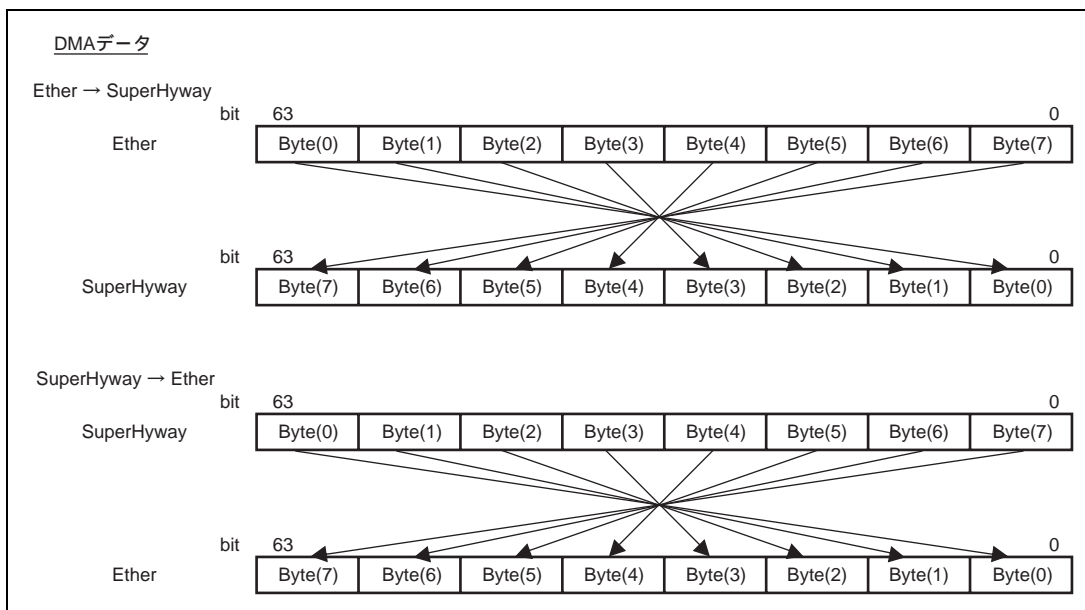 DMAデータ
Ether → SuperHyway
bit 63 0
Ether Byte(0) Byte(1) Byte(2) Byte(3) Byte(4) Byte(5) Byte(6) Byte(7)
bit 63 0
SuperHyway Byte(7) Byte(6) Byte(5) Byte(4) Byte(3) Byte(2) Byte(1) Byte(0)
SuperHyway → Ether
bit 63 0
SuperHyway Byte(0) Byte(1) Byte(2) Byte(3) Byte(4) Byte(5) Byte(6) Byte(7)
bit 63 0
Ether Byte(7) Byte(6) Byte(5) Byte(4) Byte(3) Byte(2) Byte(1) Byte(0)